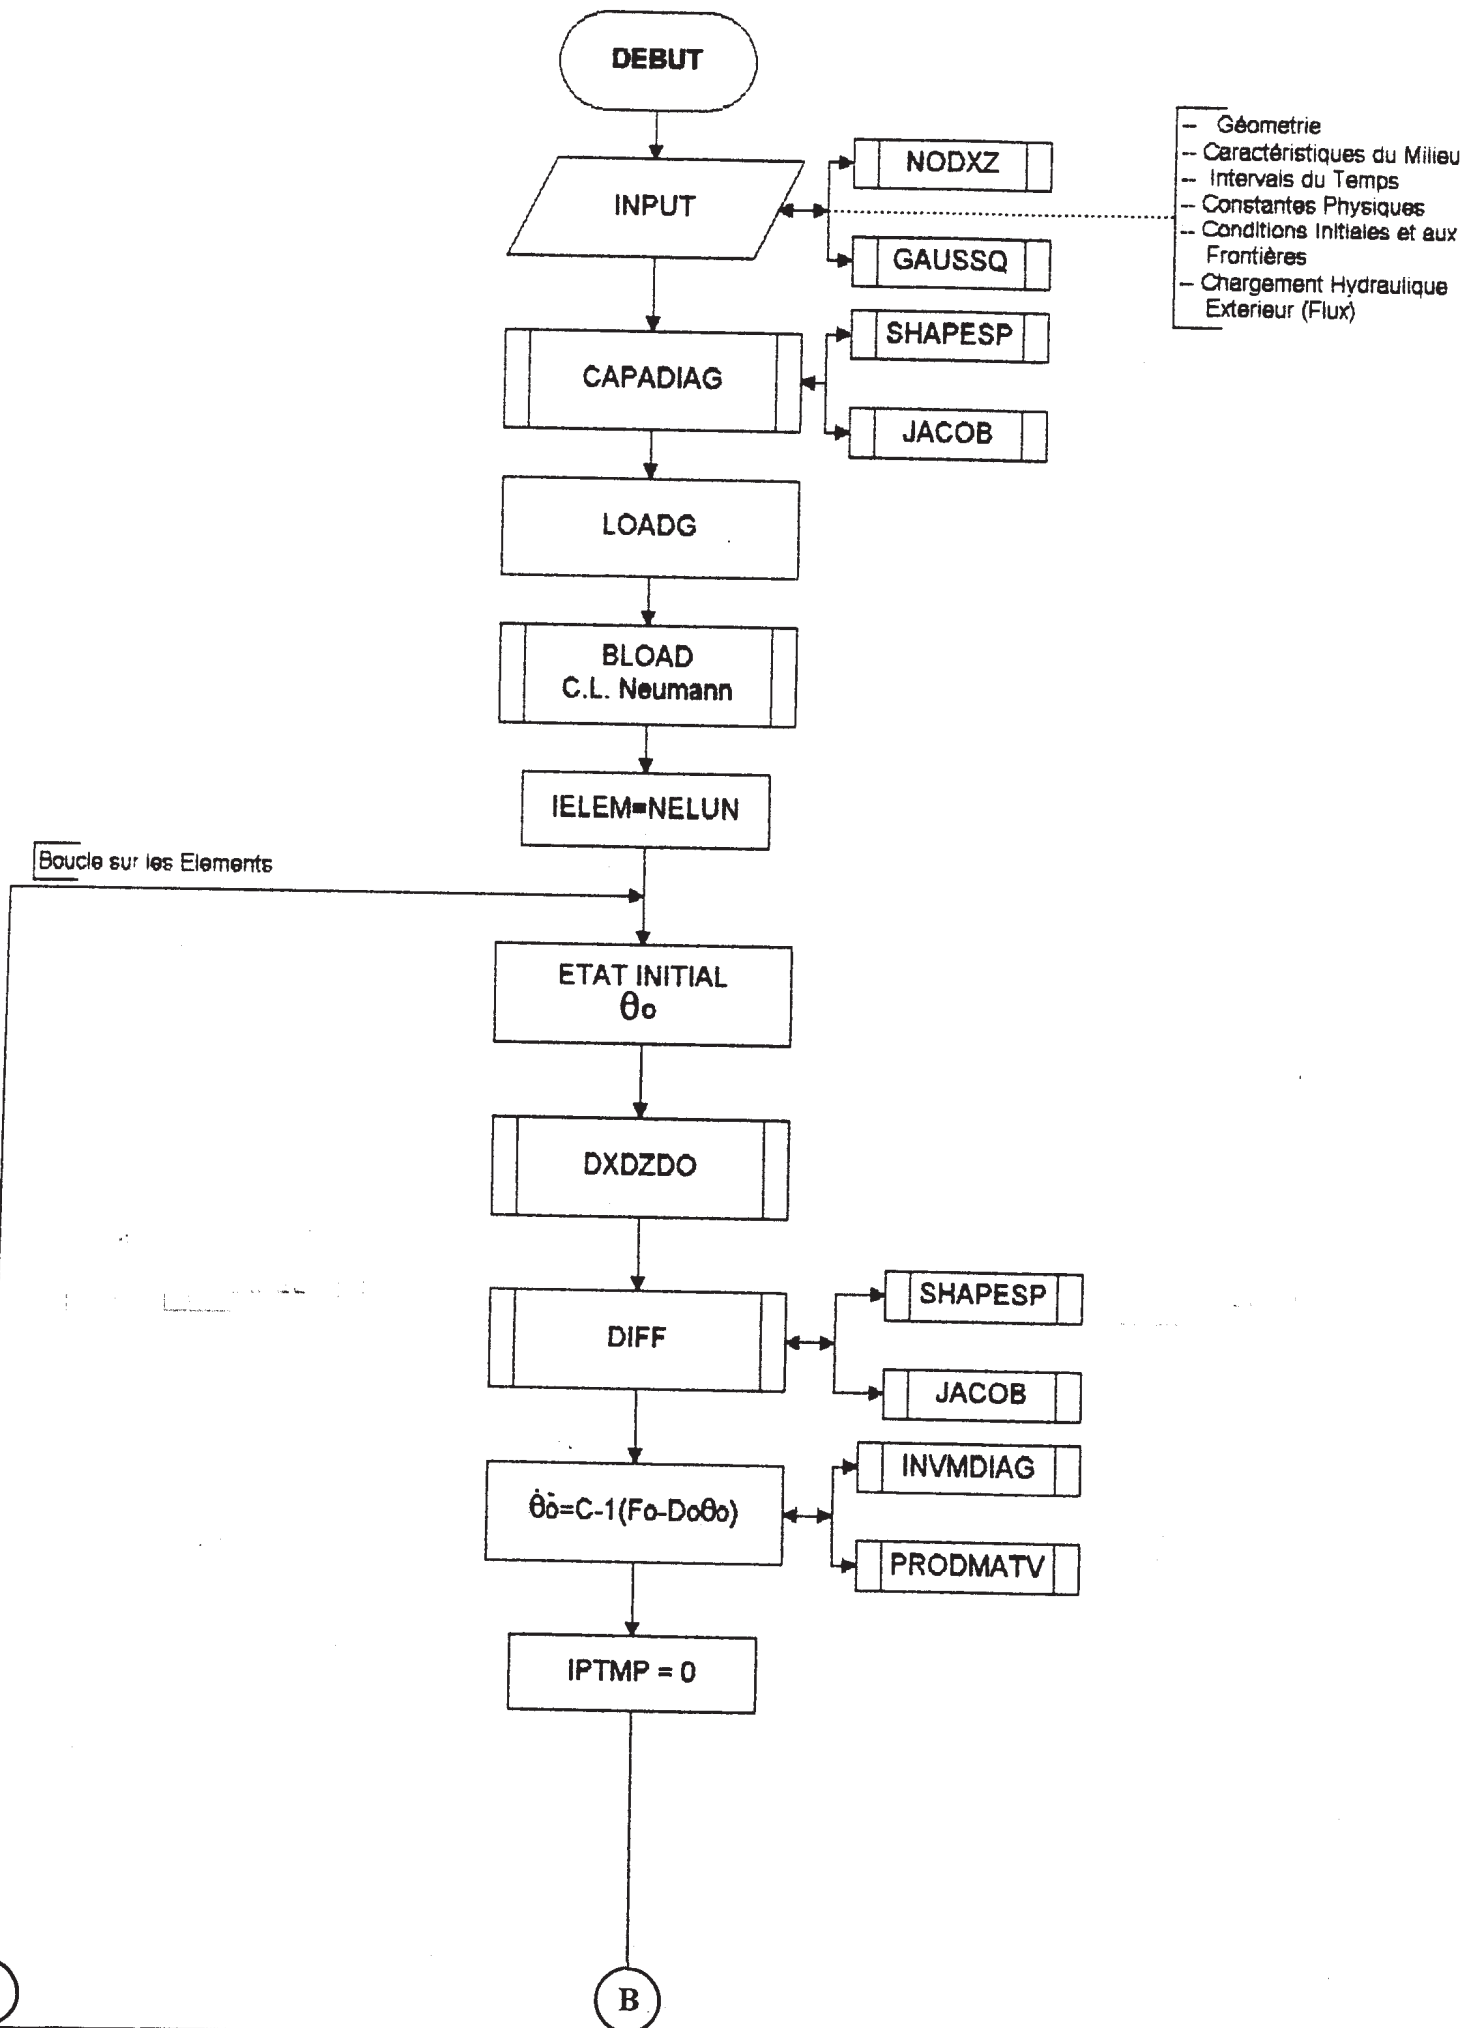 DEBUT
INPUT
NODXZ
GAUSSQ
– Géometrie
– Caractéristiques du Milieu
– Intervals du Temps
– Constantes Physiques
– Conditions Initiales et aux
Frontières
– Chargement Hydraulique
Exterieur (Flux)
CAPADIAG
SHAPESP
JACOB
LOADG
BLOAD
C.L. Neumann
IELEM=NELUN
Boucle sur les Elements
ETAT INITIAL
θo
DXDZDO
DIFF
SHAPESP
JACOB
θ̇o=C-1(Fo-Doθo)
INVMDIAG
PRODMATV
IPTMP = 0
B